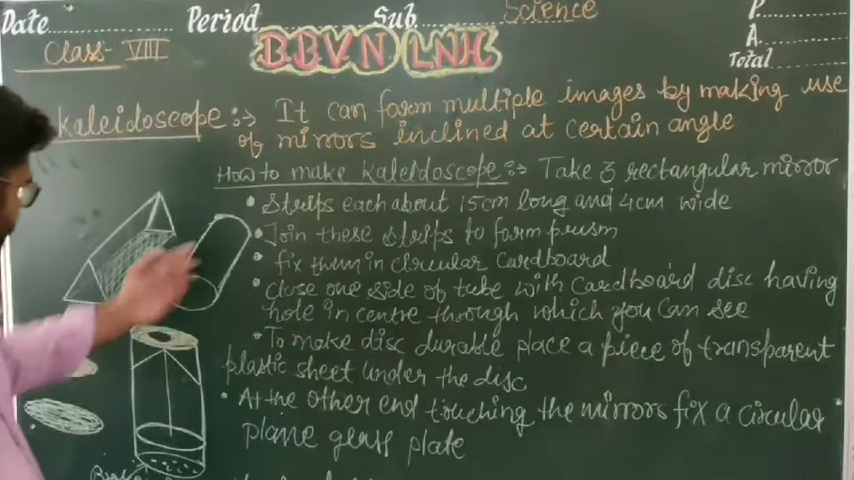 Date Period Sub Science P
Class- VIII BBVN LNH A
Total
Kaleidoscope :→ It can form multiple images by making use
of mirrors inclined at certain angle
How to make Kaleidoscope :→ Take 3 rectangular mirror
• Strips each about 15cm long and 4cm wide
• Join these strips to form prism
• fix them in circular Cardboard
• Close one side of tube with cardboard disc having
hole in centre through which you can see
• To make disc durable place a piece of transparent
plastic sheet under the disc
• At the other end touching the mirrors fix a circular
plane glass plate